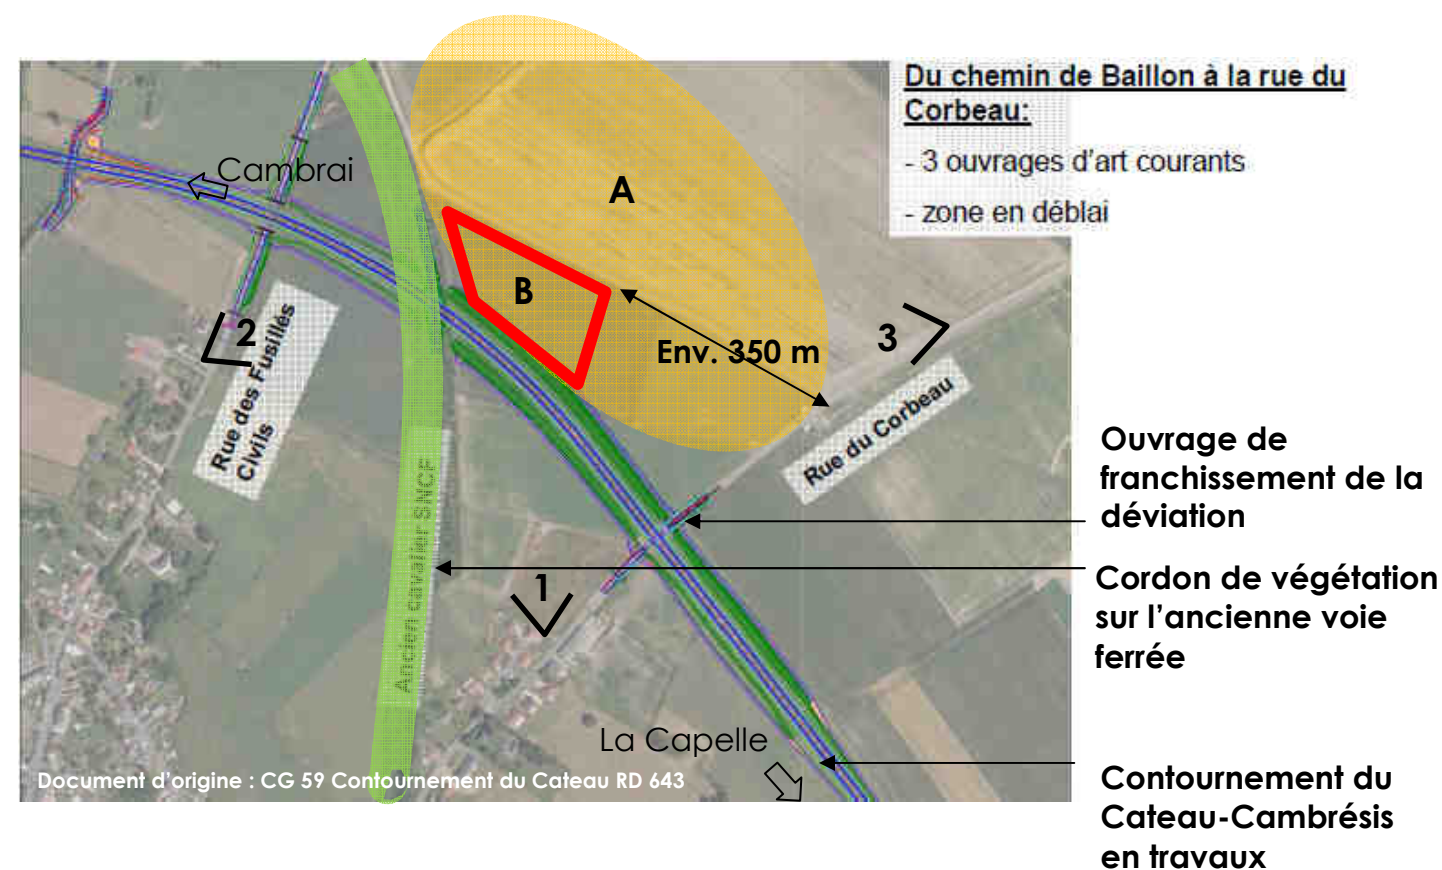 Du chemin de Baillon à la rue du
Corbeau:
- 3 ouvrages d'art courants
- zone en déblai
Cambrai
A
B
2
3
Env. 350 m
Rue des Fusillés
Civils
Rue du Corbeau
Ancien
SNCF
1
Ouvrage de
franchissement de la
déviation
Cordon de végétation
sur l'ancienne voie
ferrée
La Capelle
Document d'origine : CG 59 Contournement du Cateau RD 643
Contournement du
Cateau-Cambrésis
en travaux